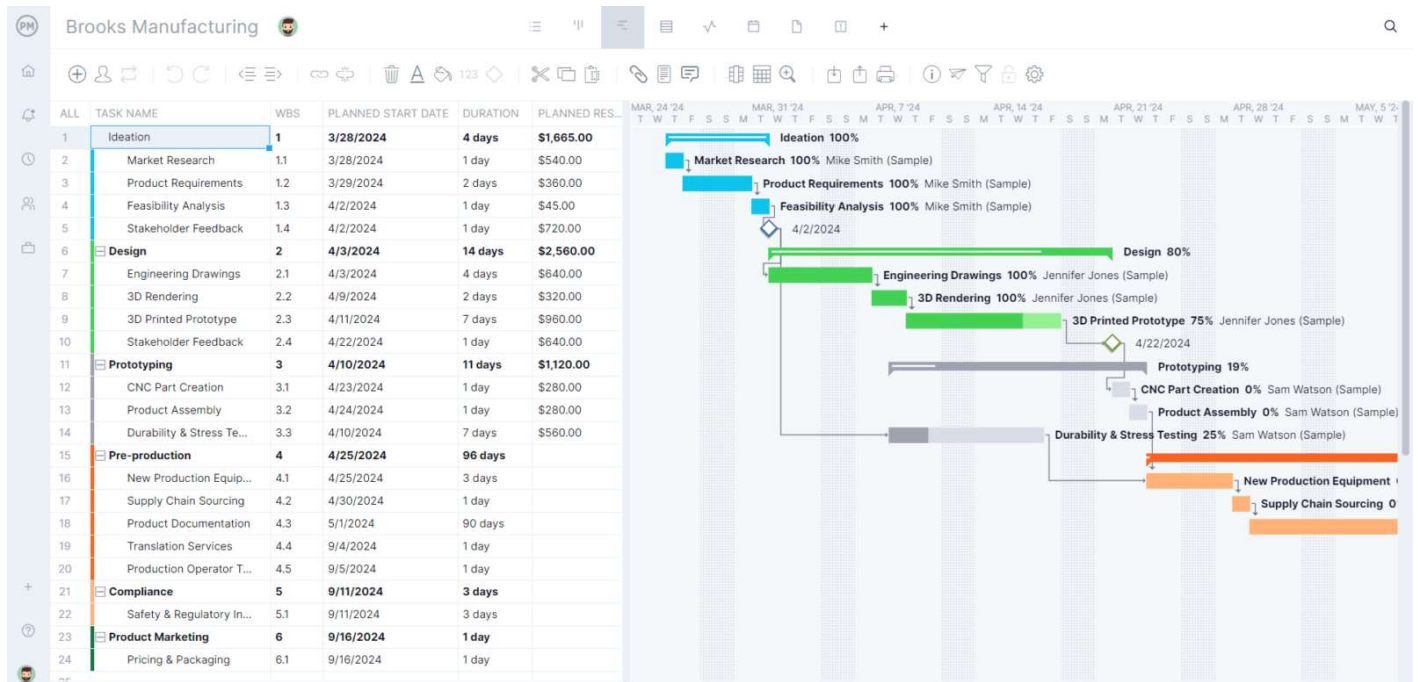 PM Brooks Manufacturing
123
ALL TASK NAME WBS PLANNED START DATE DURATION PLANNED RES... MAR, 24 '24 MAR, 31 '24 APR, 7 '24 APR, 14 '24 APR, 21 '24 APR, 28 '24 MAY, 5 '2
T W T F S S M T W T F S S M T W T F S S M T W T F S S M T W T F S S M T W T F S S M T W T
1 Ideation 1 3/28/2024 4 days $1,665.00 Ideation 100%
2 Market Research 1.1 3/28/2024 1 day $540.00 Market Research 100% Mike Smith (Sample)
3 Product Requirements 1.2 3/29/2024 2 days $360.00 Product Requirements 100% Mike Smith (Sample)
4 Feasibility Analysis 1.3 4/2/2024 1 day $45.00 Feasibility Analysis 100% Mike Smith (Sample)
5 Stakeholder Feedback 1.4 4/2/2024 1 day $720.00 4/2/2024
6 Design 2 4/3/2024 14 days $2,560.00 Design 80%
7 Engineering Drawings 2.1 4/3/2024 4 days $640.00 Engineering Drawings 100% Jennifer Jones (Sample)
8 3D Rendering 2.2 4/9/2024 2 days $320.00 3D Rendering 100% Jennifer Jones (Sample)
9 3D Printed Prototype 2.3 4/11/2024 7 days $960.00 3D Printed Prototype 75% Jennifer Jones (Sample)
10 Stakeholder Feedback 2.4 4/22/2024 1 day $640.00 4/22/2024
11 Prototyping 3 4/10/2024 11 days $1,120.00 Prototyping 19%
12 CNC Part Creation 3.1 4/23/2024 1 day $280.00 CNC Part Creation 0% Sam Watson (Sample)
13 Product Assembly 3.2 4/24/2024 1 day $280.00 Product Assembly 0% Sam Watson (Sample)
14 Durability & Stress Te... 3.3 4/10/2024 7 days $560.00 Durability & Stress Testing 25% Sam Watson (Sample)
15 Pre-production 4 4/25/2024 96 days
16 New Production Equip... 4.1 4/25/2024 3 days New Production Equipment
17 Supply Chain Sourcing 4.2 4/30/2024 1 day Supply Chain Sourcing 0
18 Product Documentation 4.3 5/1/2024 90 days
19 Translation Services 4.4 9/4/2024 1 day
20 Production Operator T... 4.5 9/5/2024 1 day
21 Compliance 5 9/11/2024 3 days
22 Safety & Regulatory In... 5.1 9/11/2024 3 days
23 Product Marketing 6 9/16/2024 1 day
24 Pricing & Packaging 6.1 9/16/2024 1 day